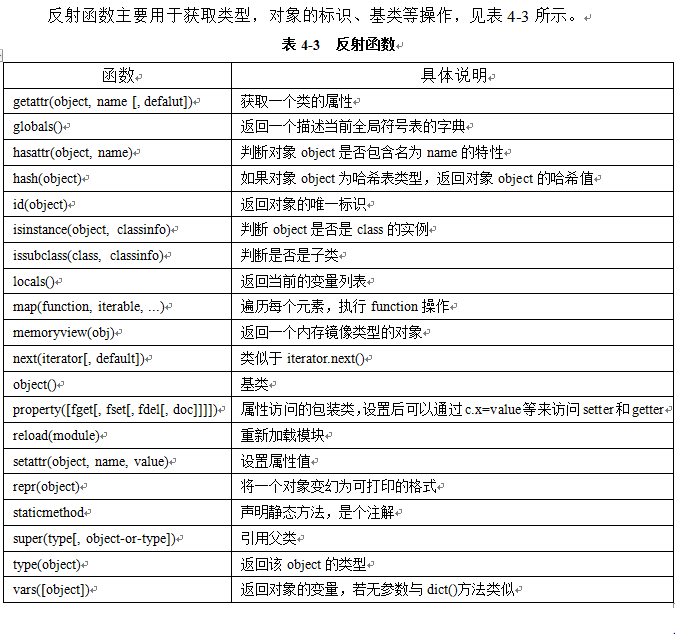 反射函数主要用于获取类型，对象的标识、基类等操作，见表 4-3 所示。
表 4-3 反射函数
函数 具体说明
getattr(object, name [, defalut]) 获取一个类的属性
globals() 返回一个描述当前全局符号表的字典
hasattr(object, name) 判断对象 object 是否包含名为 name 的特性
hash(object) 如果对象 object 为哈希表类型，返回对象 object 的哈希值
id(object) 返回对象的唯一标识
isinstance(object, classinfo) 判断 object 是否是 class 的实例
issubclass(class, classinfo) 判断是否是子类
locals() 返回当前的变量列表
map(function, iterable, ...) 遍历每个元素，执行 function 操作
memoryview(obj) 返回一个内存镜像类型的对象
next(iterator[, default]) 类似于 iterator.next()
object() 基类
property([fget[, fset[, fdel[, doc]]]]) 属性访问的包装类，设置后可以通过 c.x=value 等来访问 setter 和 getter
reload(module) 重新加载模块
setattr(object, name, value) 设置属性值
repr(object) 将一个对象变幻为可打印的格式
staticmethod 声明静态方法，是个注解
super(type[, object-or-type]) 引用父类
type(object) 返回该 object 的类型
vars([object]) 返回对象的变量，若无参数与 dict()方法类似